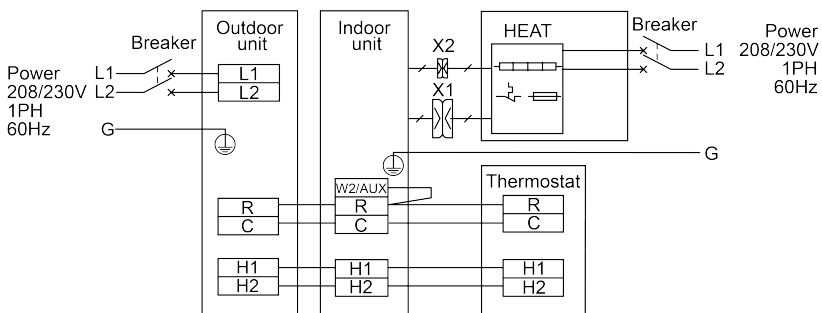 Outdoor
unit
Indoor
unit
HEAT
Breaker
Breaker
X2
X1
Power
208/230V
1PH
60Hz
L1
L2
G
L1
L2
Power
208/230V
1PH
60Hz
L1
L2
G
W2/AUX
R
C
R
C
Thermostat
R
C
H1
H2
H1
H2
H1
H2